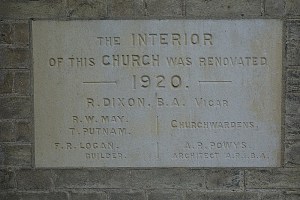 THE INTERIOR
OF THIS CHURCH WAS RENOVATED
1920.
R. DIXON. B.A. VICAR
R.W. MAY.
T. PUTNAM.
CHURCHWARDENS.
F.R. LOGAN.
BUILDER.
A.R. POWYS
ARCHITECT A.R.I.B.A.